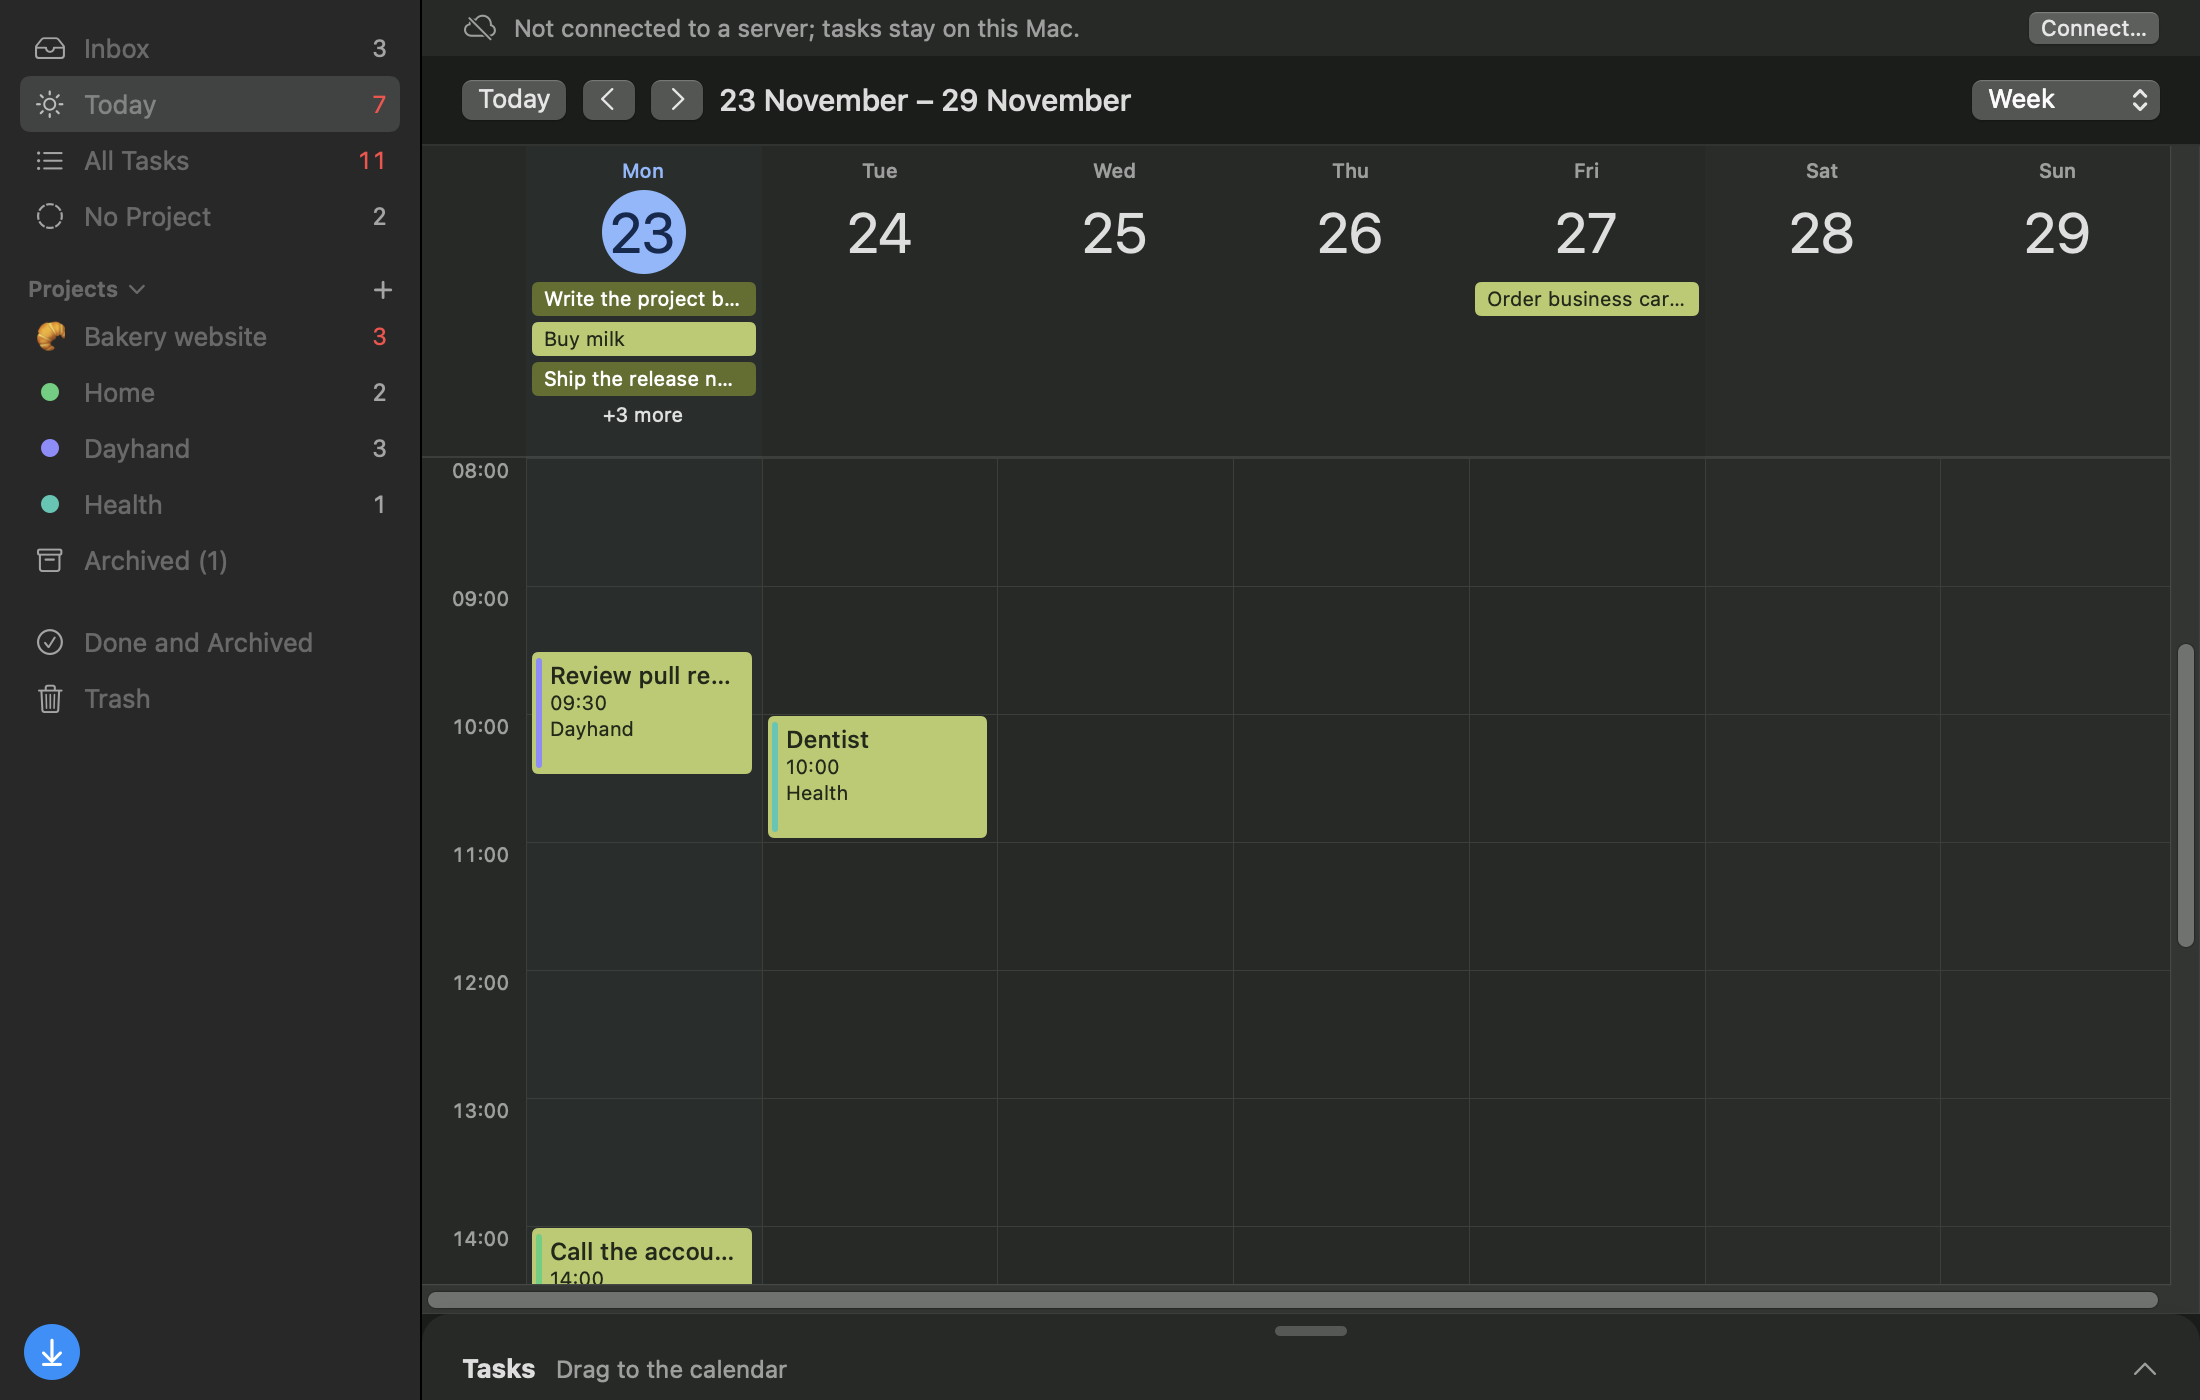 Inbox 3
Today 7
All Tasks 11
No Project 2
Projects
Bakery website 3
Home 2
Dayhand 3
Health 1
Archived (1)
Done and Archived
Trash
Not connected to a server; tasks stay on this Mac.
Connect...
Today
23 November – 29 November
Week
Mon Tue Wed Thu Fri Sat Sun
23 24 25 26 27 28 29
Write the project b...
Order business car...
Buy milk
Ship the release n...
+3 more
08:00
09:00
Review pull re...
09:30
Dayhand
10:00
Dentist
10:00
Health
11:00
12:00
13:00
14:00
Call the accou...
14:00
Tasks Drag to the calendar